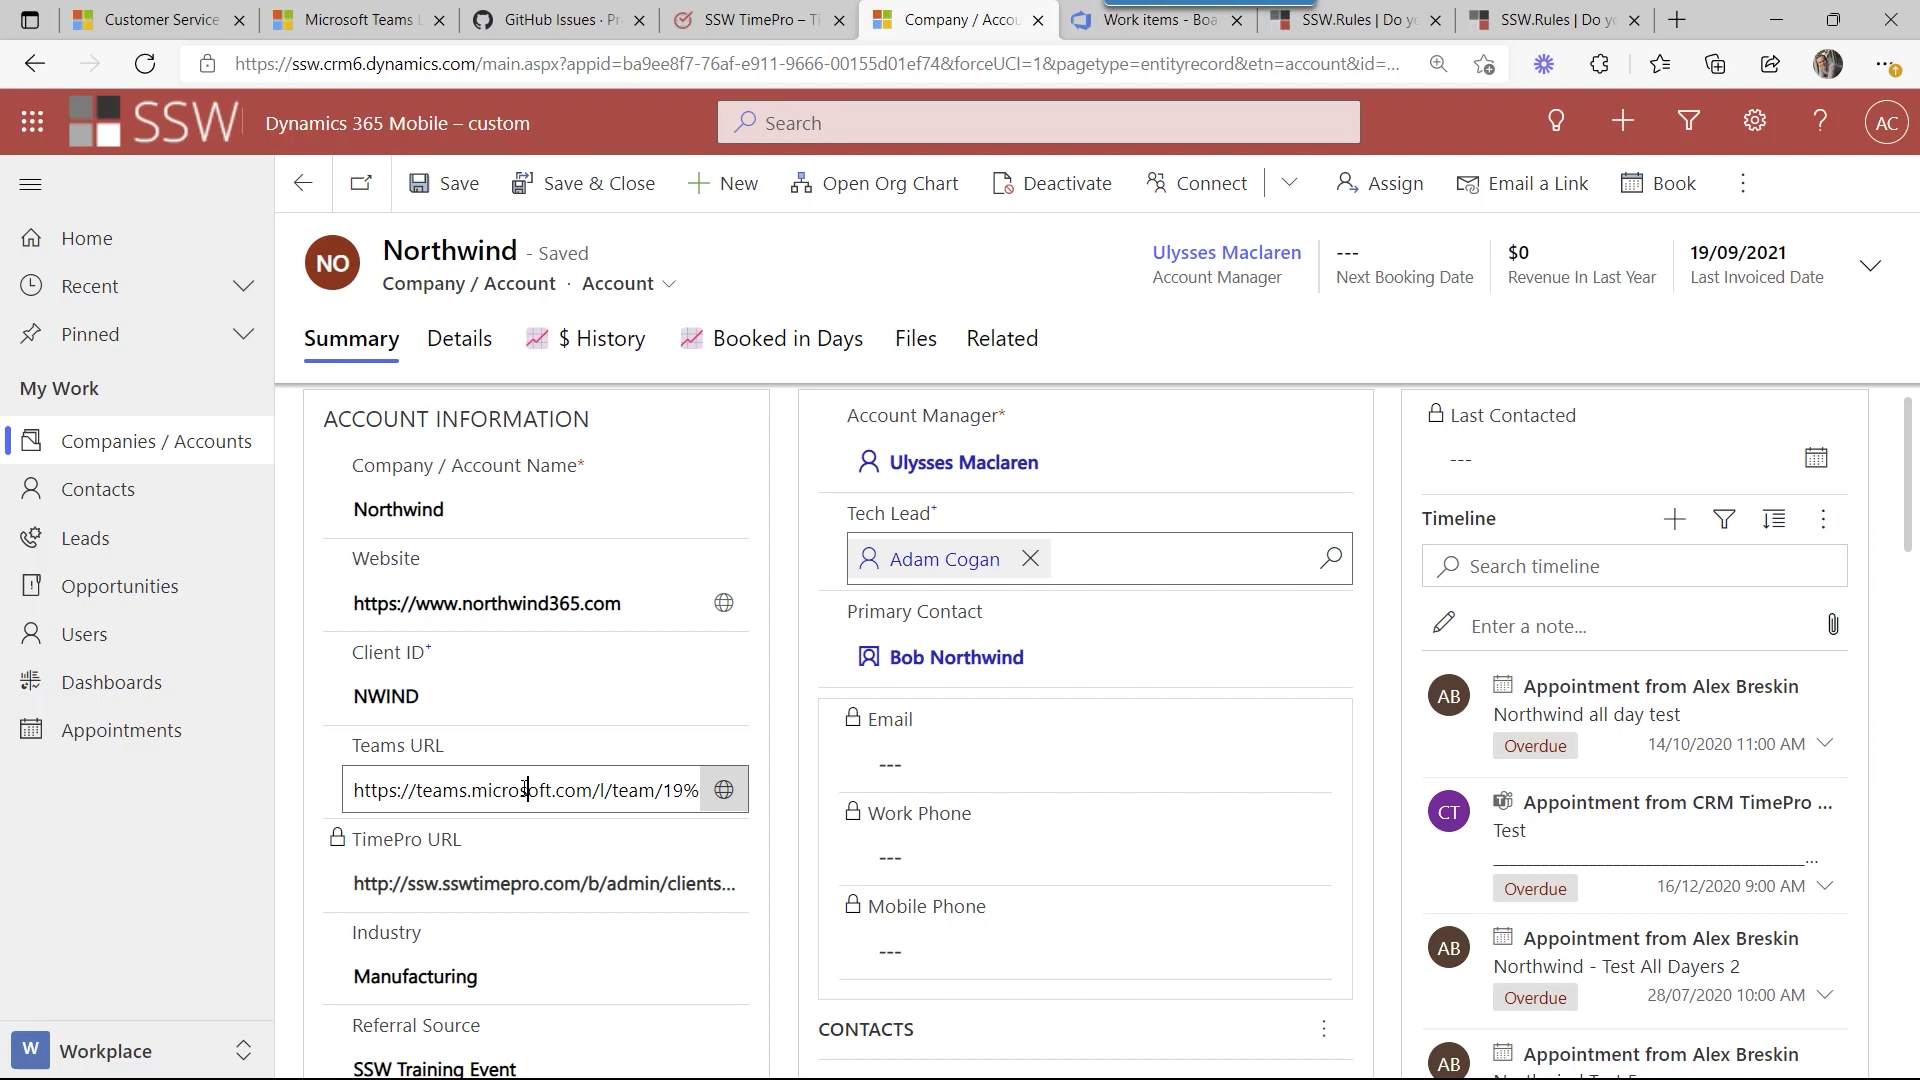 Customer Service
Microsoft Teams
GitHub Issues · Pr
SSW TimePro – Ti
Company / Accou
Work items - Boa
SSW.Rules | Do yo
SSW.Rules | Do yo
https://ssw.crm6.dynamics.com/main.aspx?appid=ba9ee8f7-76af-e911-9666-00155d01ef74&forceUCI=1&pagetype=entityrecord&etn=account&id=...
SSW
Dynamics 365 Mobile – custom
Search
AC
Save
Save & Close
New
Open Org Chart
Deactivate
Connect
Assign
Email a Link
Book
Home
Recent
Pinned
My Work
Companies / Accounts
Contacts
Leads
Opportunities
Users
Dashboards
Appointments
W Workplace
NO
Northwind - Saved
Company / Account · Account
Ulysses Maclaren
Account Manager
---
Next Booking Date
$0
Revenue In Last Year
19/09/2021
Last Invoiced Date
Summary
Details
$ History
Booked in Days
Files
Related
ACCOUNT INFORMATION
Company / Account Name*
Northwind
Website
https://www.northwind365.com
Client ID+
NWIND
Teams URL
https://teams.microsoft.com/l/team/19%
TimePro URL
http://ssw.sswtimepro.com/b/admin/clients...
Industry
Manufacturing
Referral Source
SSW Training Event
Account Manager*
Ulysses Maclaren
Tech Lead+
Adam Cogan
Primary Contact
Bob Northwind
Email
---
Work Phone
---
Mobile Phone
---
CONTACTS
Last Contacted
---
Timeline
Search timeline
Enter a note...
AB
Appointment from Alex Breskin
Northwind all day test
Overdue
14/10/2020 11:00 AM
CT
Appointment from CRM TimePro ...
Test
______________________________________...
Overdue
16/12/2020 9:00 AM
AB
Appointment from Alex Breskin
Northwind - Test All Dayers 2
Overdue
28/07/2020 10:00 AM
AB
Appointment from Alex Breskin